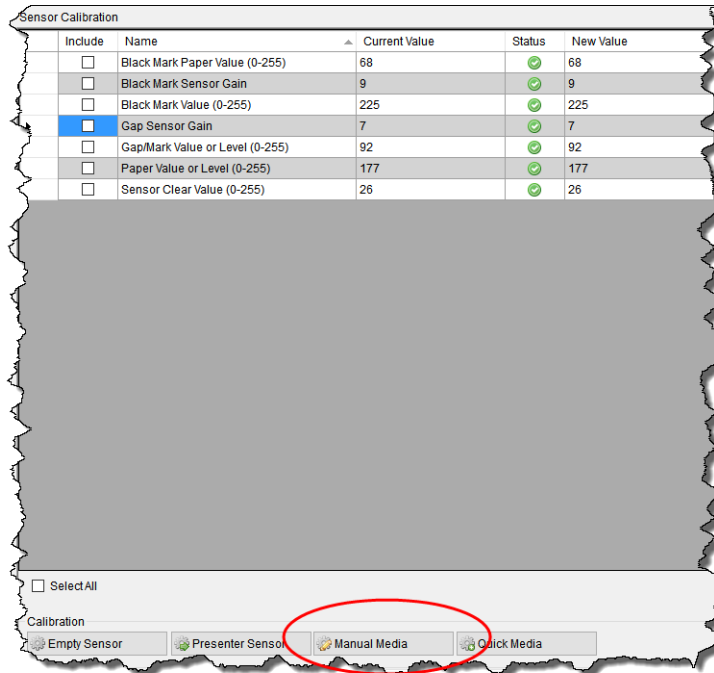 Sensor Calibration
Include Name Current Value Status New Value
Black Mark Paper Value (0-255) 68 68
Black Mark Sensor Gain 9 9
Black Mark Value (0-255) 225 225
Gap Sensor Gain 7 7
Gap/Mark Value or Level (0-255) 92 92
Paper Value or Level (0-255) 177 177
Sensor Clear Value (0-255) 26 26
Select All
Calibration
Empty Sensor Presenter Sensor Manual Media Quick Media